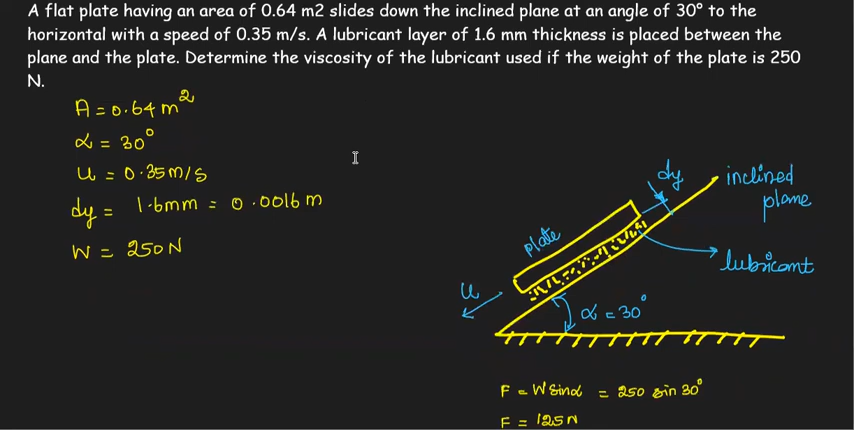 A flat plate having an area of 0.64 m2 slides down the inclined plane at an angle of 30° to the
horizontal with a speed of 0.35 m/s. A lubricant layer of 1.6 mm thickness is placed between the
plane and the plate. Determine the viscosity of the lubricant used if the weight of the plate is 250
N.
A = 0.64 m²
α = 30°
u = 0.35 m/s
dy = 1.6mm = 0.0016 m
W = 250 N
dy
inclined
plane
plate
lubricant
u
α = 30°
F = W sinα = 250 sin 30°
F = 125 N